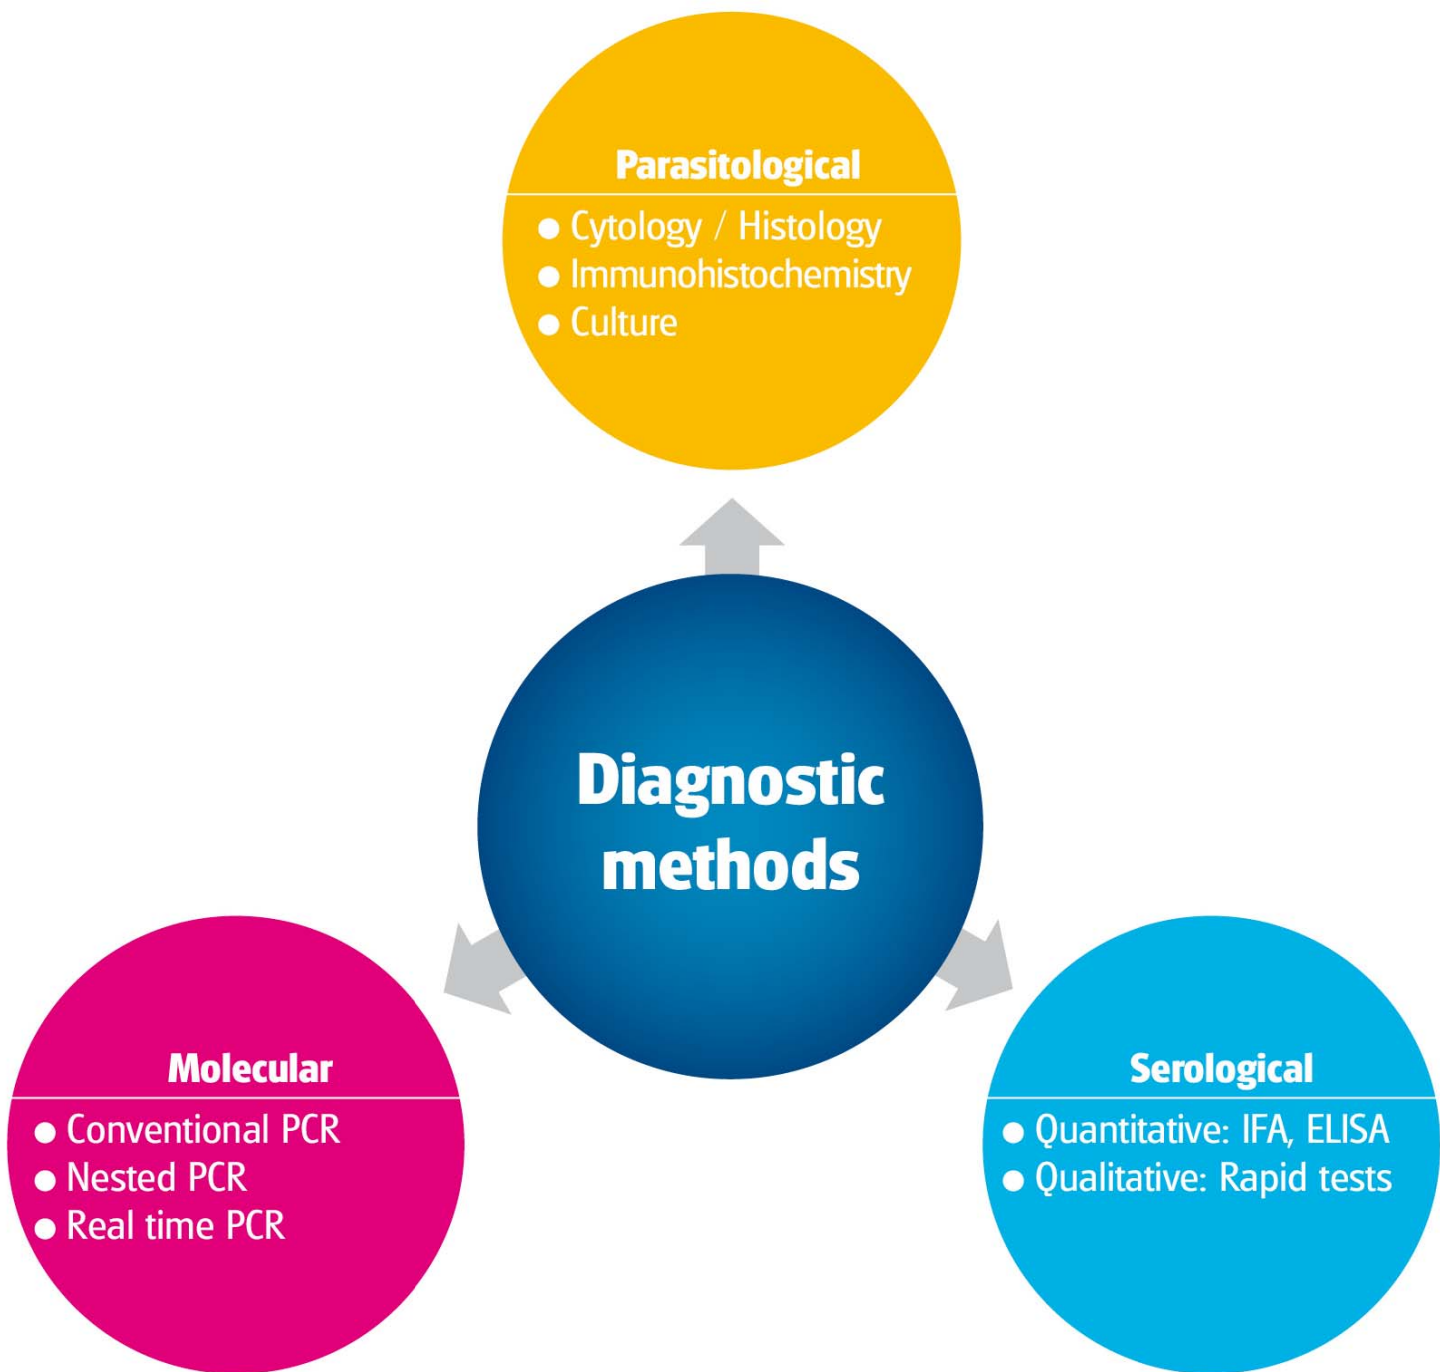 Parasitological
● Cytology / Histology
● Immunohistochemistry
● Culture
Diagnostic
methods
Molecular
● Conventional PCR
● Nested PCR
● Real time PCR
Serological
● Quantitative: IFA, ELISA
● Qualitative: Rapid tests